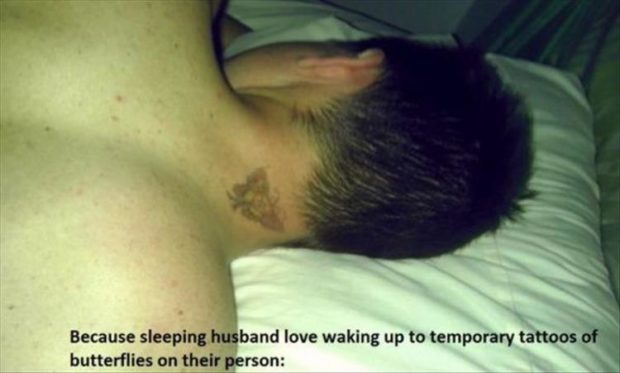 Because sleeping husband love waking up to temporary tattoos of
butterflies on their person: